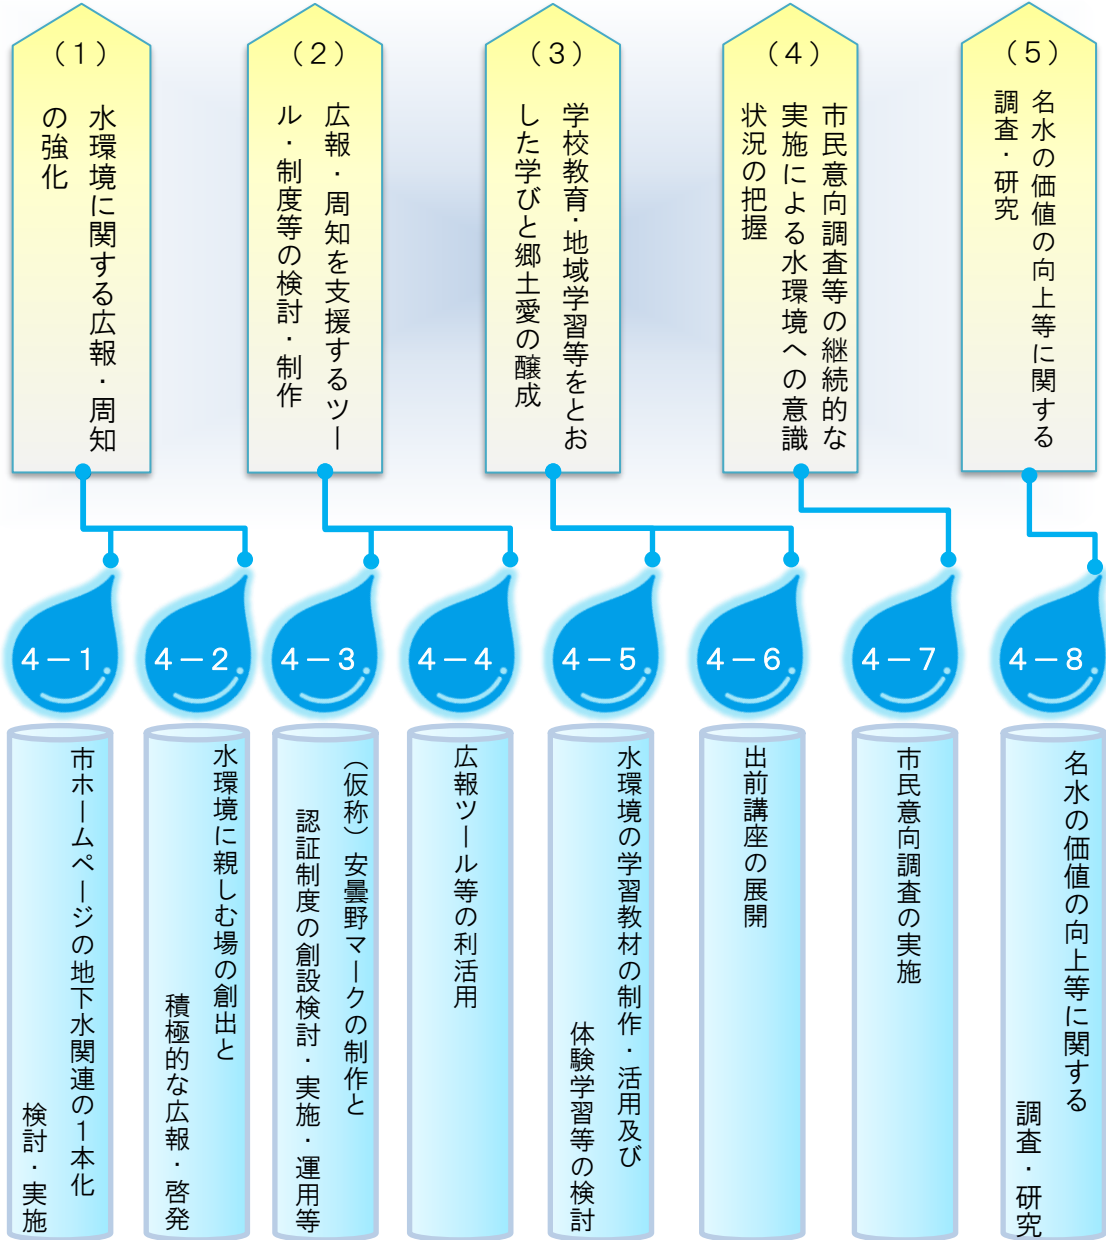 （１）
水環境に関する広報・周知
の強化
（２）
広報・周知を支援するツー
ル・制度等の検討・制作
（３）
学校教育・地域学習等をとお
した学びと郷土愛の醸成
（４）
市民意向調査等の継続的な
実施による水環境への意識
状況の把握
（５）
名水の価値の向上等に関する
調査・研究
４－１
市ホームページの地下水関連の１本化
検討・実施
４－２
水環境に親しむ場の創出と
積極的な広報・啓発
４－３
（仮称）安曇野マークの制作と
認証制度の創設検討・実施・運用等
４－４
広報ツール等の利活用
４－５
水環境の学習教材の制作・活用及び
体験学習等の検討
４－６
出前講座の展開
４－７
市民意向調査の実施
４－８
名水の価値の向上等に関する
調査・研究